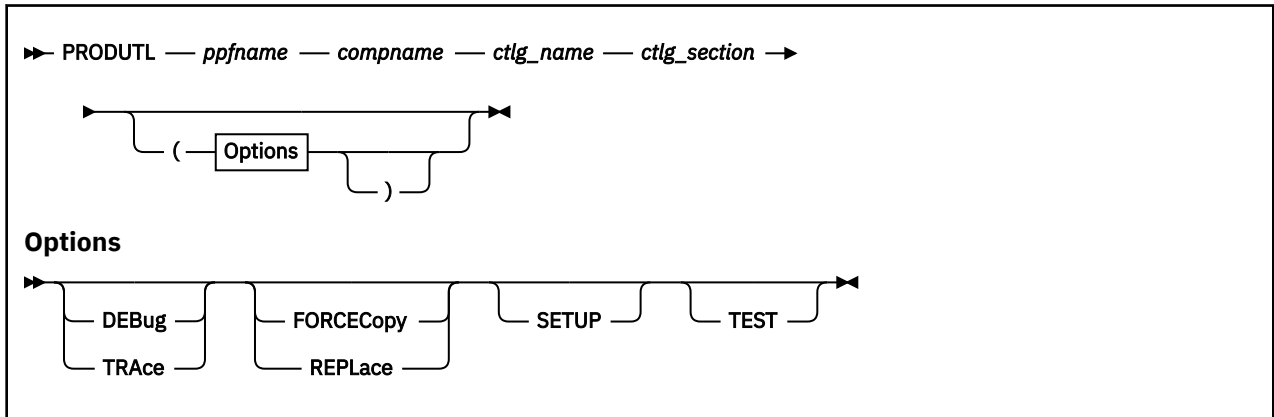 PRODUTL ppfname compname ctlg_name ctlg_section
( Options )
Options
DEBug FORCECopy SETUP TEST
TRAce REPLace